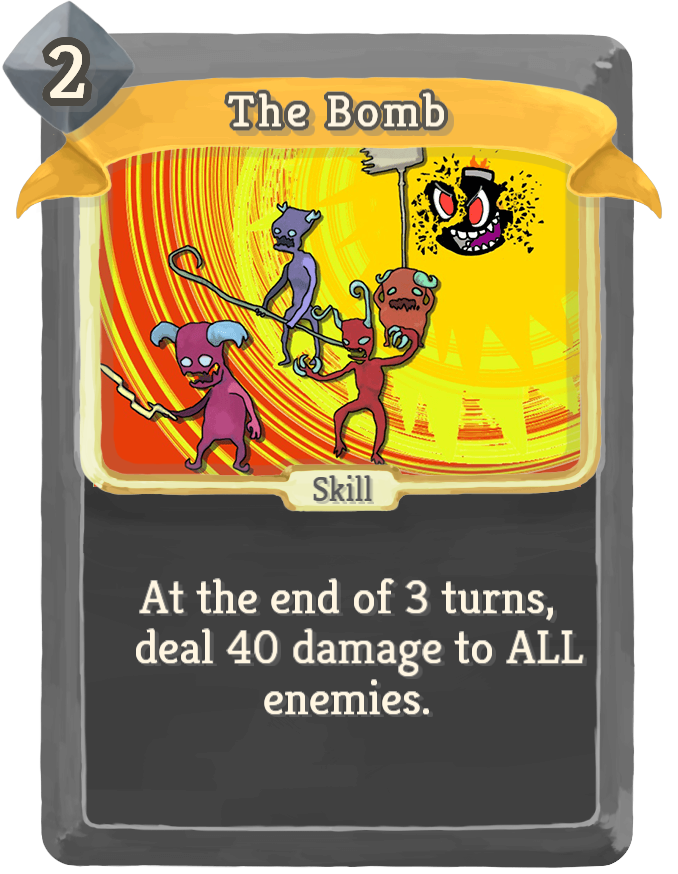 2
The Bomb
Skill
At the end of 3 turns,
deal 40 damage to ALL
enemies.